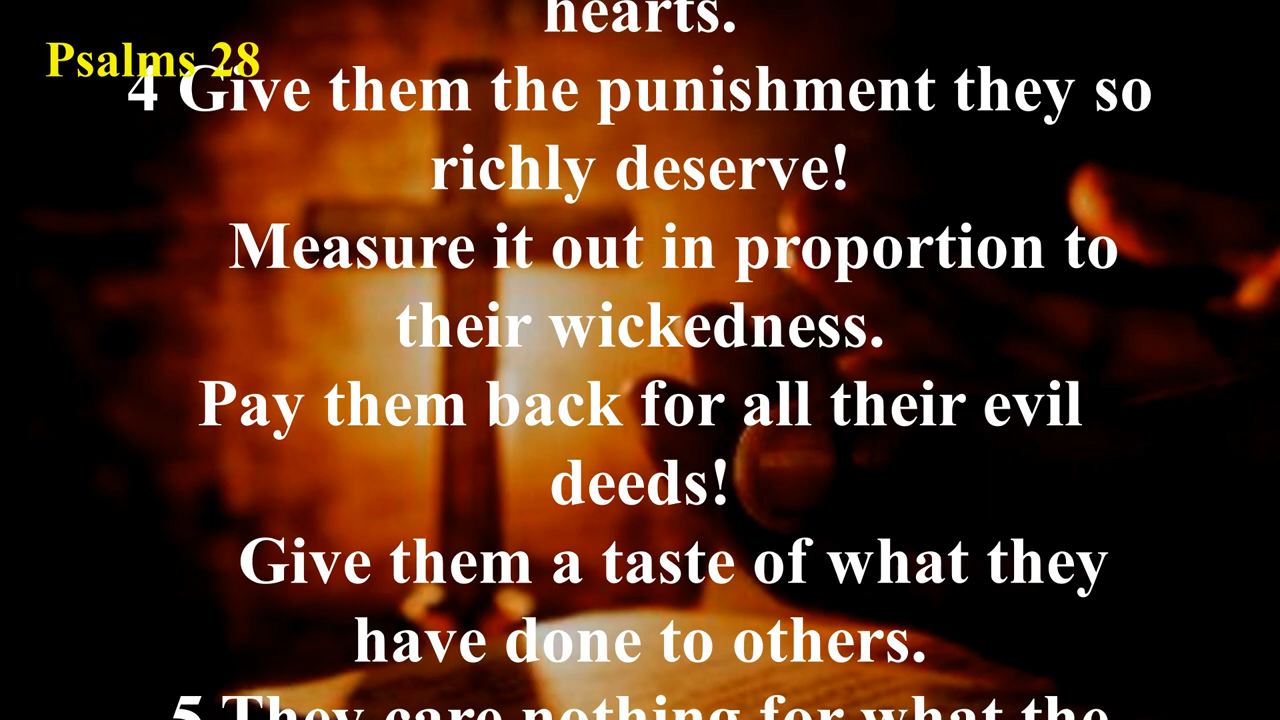 hearts.
Psalms 28
4 Give them the punishment they so
richly deserve!
Measure it out in proportion to
their wickedness.
Pay them back for all their evil
deeds!
Give them a taste of what they
have done to others.
5 They care nothing for what the